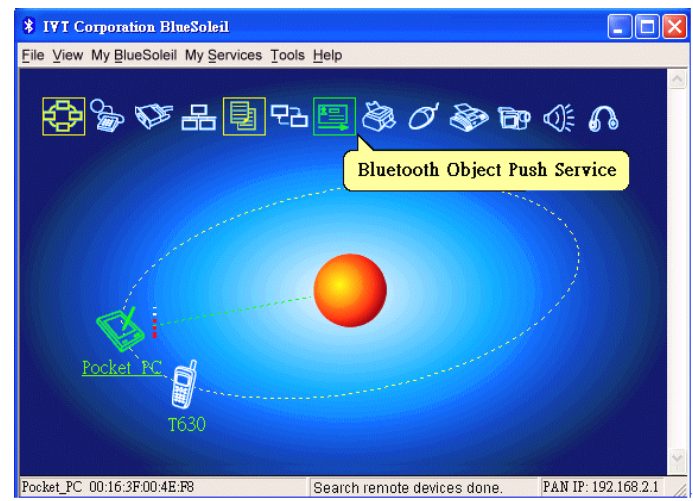 IVT Corporation BlueSoleil
File View My BlueSoleil My Services Tools Help
Bluetooth Object Push Service
Pocket_PC
T630
Pocket_PC 00:16:3F:00:4E:F8 Search remote devices done. PAN IP: 192.168.2.1